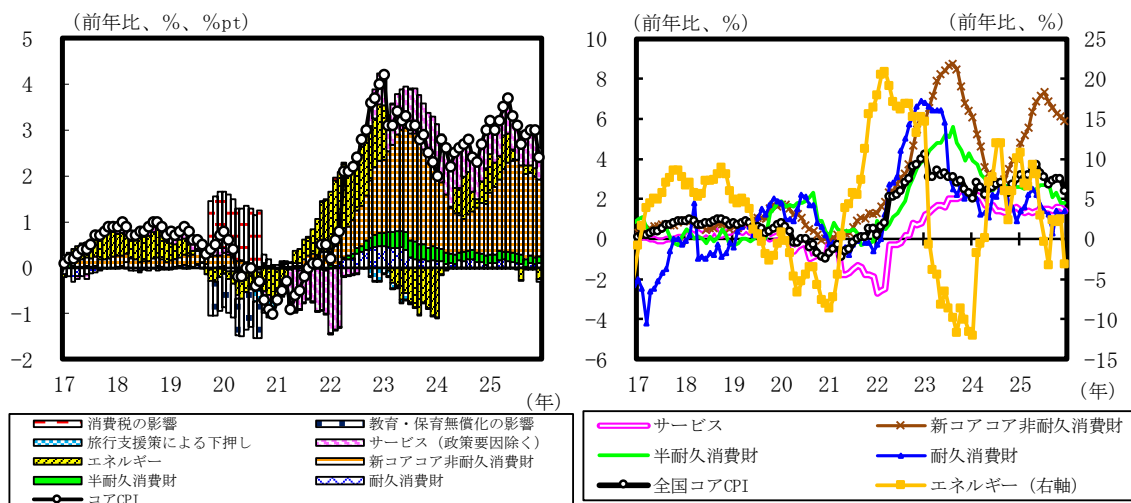 (前年比、%、%pt)
5
4
3
2
1
0
-1
-2
17 18 19 20 21 22 23 24 25
(年)
消費税の影響
教育・保育無償化の影響
旅行支援策による下押し
サービス(政策要因除く)
エネルギー
新コアコア非耐久消費財
半耐久消費財
耐久消費財
コアCPI
(前年比、%)
(前年比、%)
10
8
6
4
2
0
-2
-4
-6
25
20
15
10
5
0
-5
-10
-15
17 18 19 20 21 22 23 24 25
(年)
サービス
新コアコア非耐久消費財
半耐久消費財
耐久消費財
全国コアCPI
エネルギー(右軸)